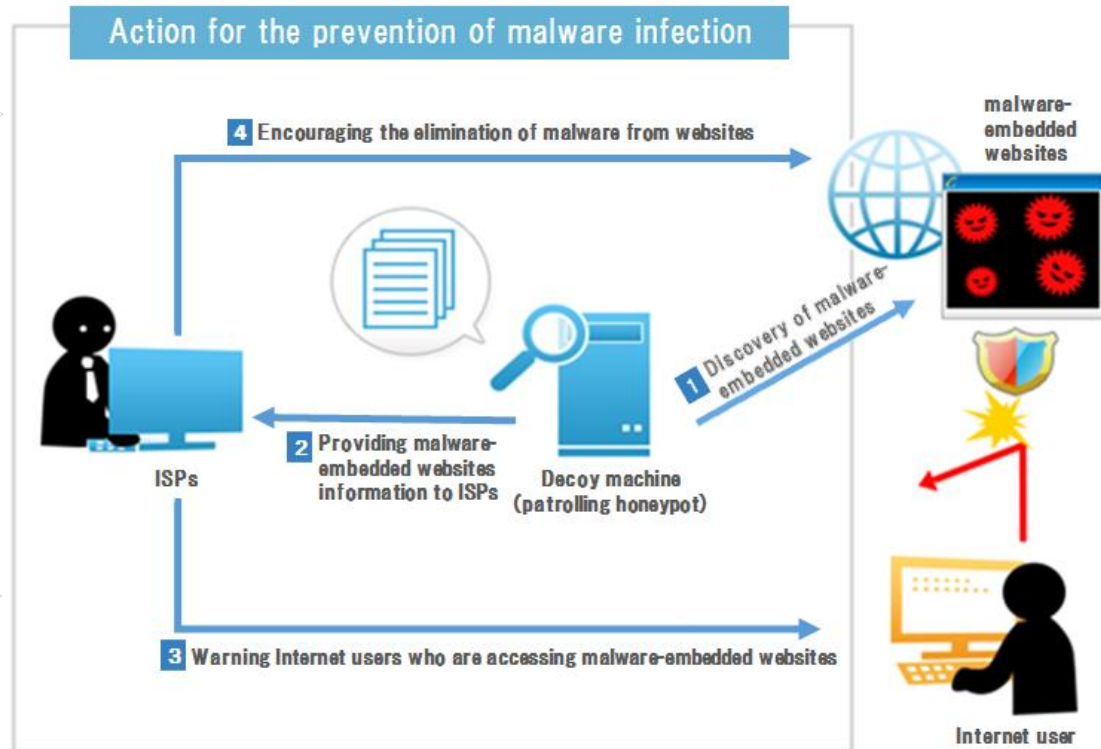 Action for the prevention of malware infection
4 Encouraging the elimination of malware from websites
malware-
embedded
websites
1 Discovery of malware-
embedded websites
2 Providing malware-
embedded websites
information to ISPs
ISPs
Decoy machine
(patrolling honeypot)
3 Warning Internet users who are accessing malware-embedded websites
Internet user